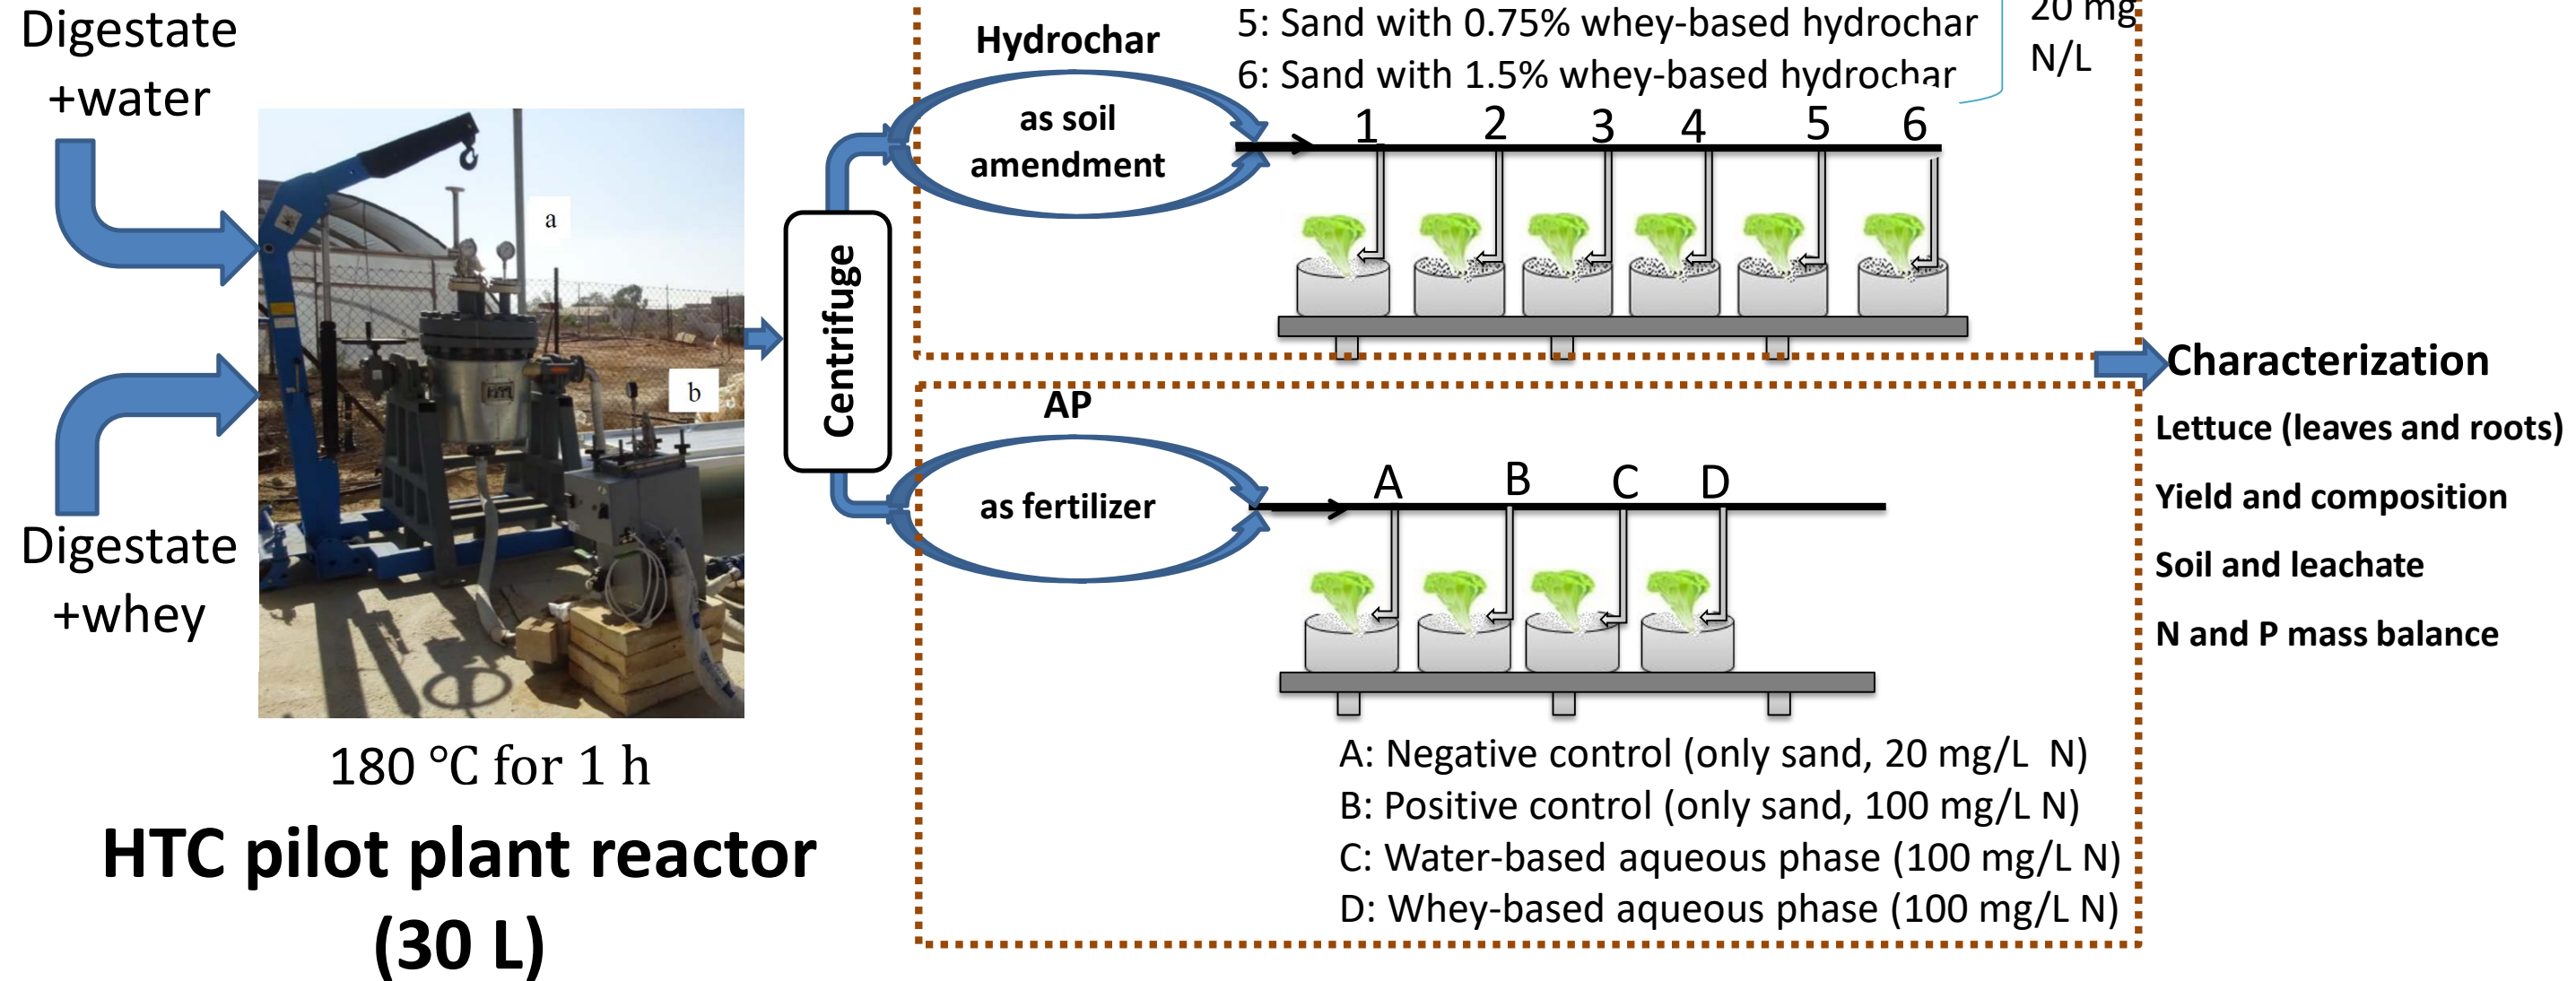 Digestate
+water
Digestate
+whey
a
b
180 °C for 1 h
HTC pilot plant reactor
(30 L)
Centrifuge
Hydrochar
as soil
amendment
5: Sand with 0.75% whey-based hydrochar
6: Sand with 1.5% whey-based hydrochar
20 mg
N/L
1 2 3 4 5 6
AP
as fertilizer
A B C D
A: Negative control (only sand, 20 mg/L N)
B: Positive control (only sand, 100 mg/L N)
C: Water-based aqueous phase (100 mg/L N)
D: Whey-based aqueous phase (100 mg/L N)
Characterization
Lettuce (leaves and roots)
Yield and composition
Soil and leachate
N and P mass balance